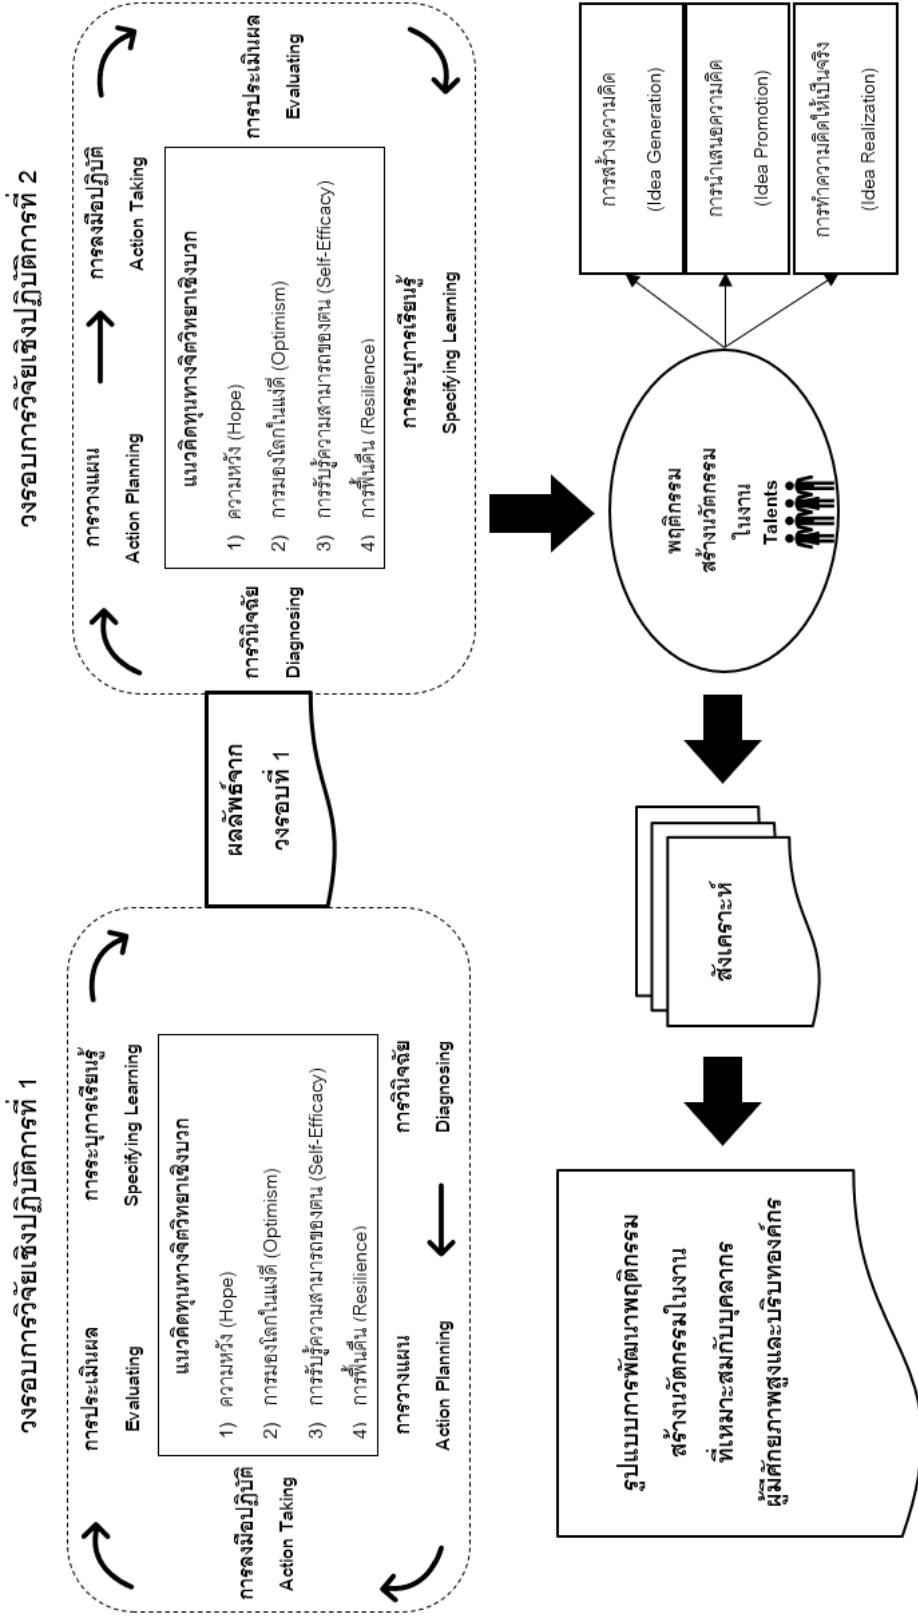 วงรอบการวิจัยเชิงปฏิบัติการที่ 1
การประเมินผล
Evaluating
การระบุการเรียนรู้
Specifying Learning
การลงมือปฏิบัติ
Action Taking
แนวคิดทุนทางจิตวิทยาเชิงบวก
1) ความหวัง (Hope)
2) การมองโลกในแง่ดี (Optimism)
3) การรับรู้ความสามารถของตน (Self-Efficacy)
4) การฟื้นคืน (Resilience)
การวางแผน
Action Planning
การวินิจฉัย
Diagnosing
ผลลัพธ์จาก
วงรอบที่ 1
วงรอบการวิจัยเชิงปฏิบัติการที่ 2
การวางแผน
Action Planning
การลงมือปฏิบัติ
Action Taking
การวินิจฉัย
Diagnosing
แนวคิดทุนทางจิตวิทยาเชิงบวก
1) ความหวัง (Hope)
2) การมองโลกในแง่ดี (Optimism)
3) การรับรู้ความสามารถของตน (Self-Efficacy)
4) การฟื้นคืน (Resilience)
การประเมินผล
Evaluating
การระบุการเรียนรู้
Specifying Learning
รูปแบบการพัฒนาพฤติกรรม
สร้างนวัตกรรมในงาน
ที่เหมาะสมกับบุคลากร
ผู้มีศักยภาพสูงและบริบทองค์กร
สังเคราะห์
พฤติกรรม
สร้างนวัตกรรม
ในงาน
Talents
การสร้างความคิด
(Idea Generation)
การนำเสนอความคิด
(Idea Promotion)
การทำความคิดให้เป็นจริง
(Idea Realization)